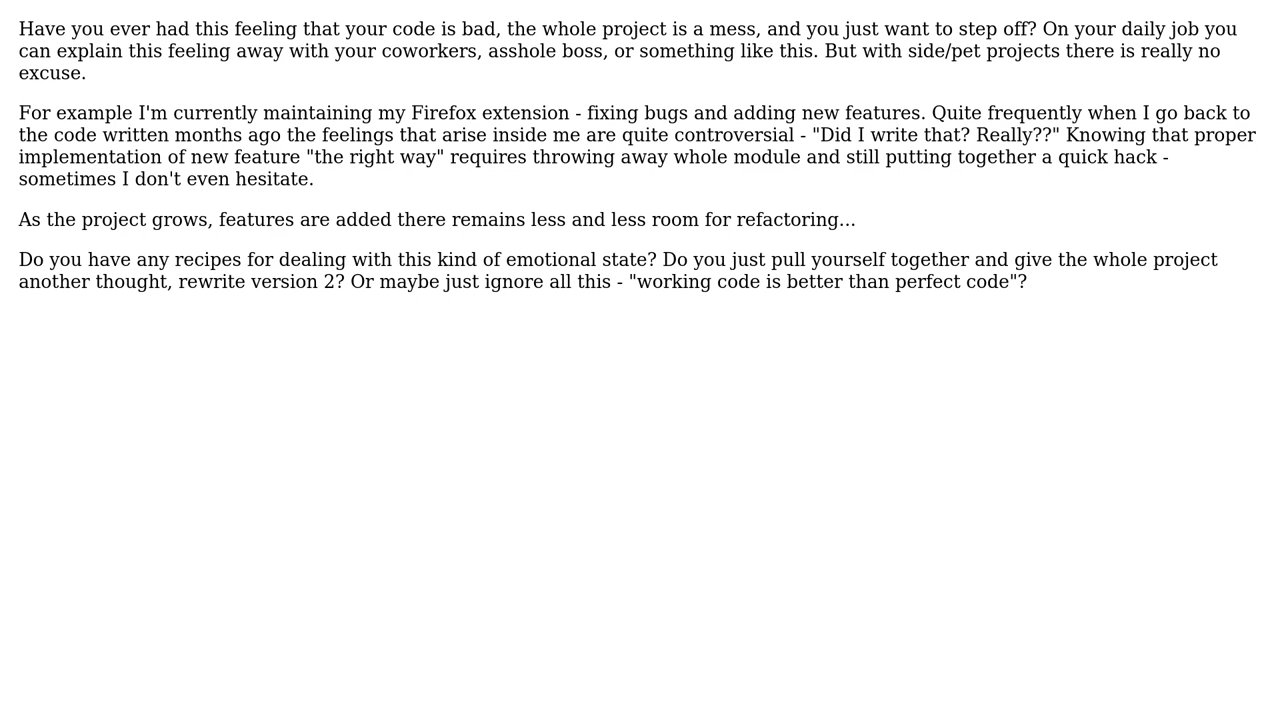 Have you ever had this feeling that your code is bad, the whole project is a mess, and you just want to step off? On your daily job you
can explain this feeling away with your coworkers, asshole boss, or something like this. But with side/pet projects there is really no
excuse.
For example I'm currently maintaining my Firefox extension - fixing bugs and adding new features. Quite frequently when I go back to
the code written months ago the feelings that arise inside me are quite controversial - "Did I write that? Really??" Knowing that proper
implementation of new feature "the right way" requires throwing away whole module and still putting together a quick hack -
sometimes I don't even hesitate.
As the project grows, features are added there remains less and less room for refactoring...
Do you have any recipes for dealing with this kind of emotional state? Do you just pull yourself together and give the whole project
another thought, rewrite version 2? Or maybe just ignore all this - "working code is better than perfect code"?